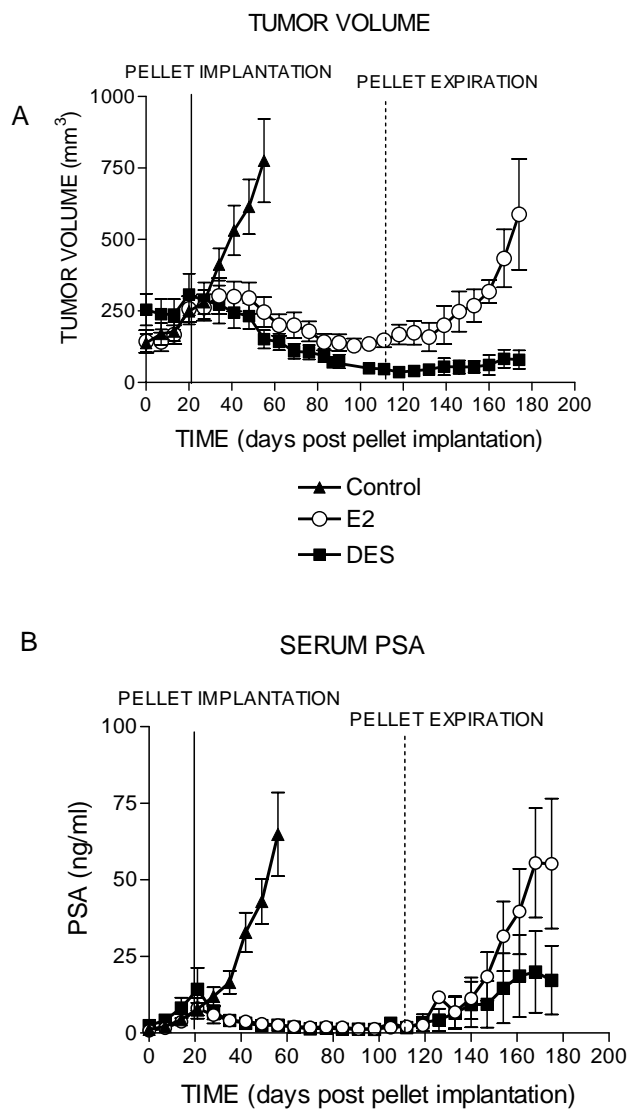 TUMOR VOLUME
PELLET IMPLANTATION
PELLET EXPIRATION
A
1000
750
500
250
0
TUMOR VOLUME (mm³)
0 20 40 60 80 100 120 140 160 180 200
TIME (days post pellet implantation)
Control
E2
DES
B
SERUM PSA
PELLET IMPLANTATION
PELLET EXPIRATION
100
75
50
25
0
PSA (ng/ml)
0 20 40 60 80 100 120 140 160 180 200
TIME (days post pellet implantation)